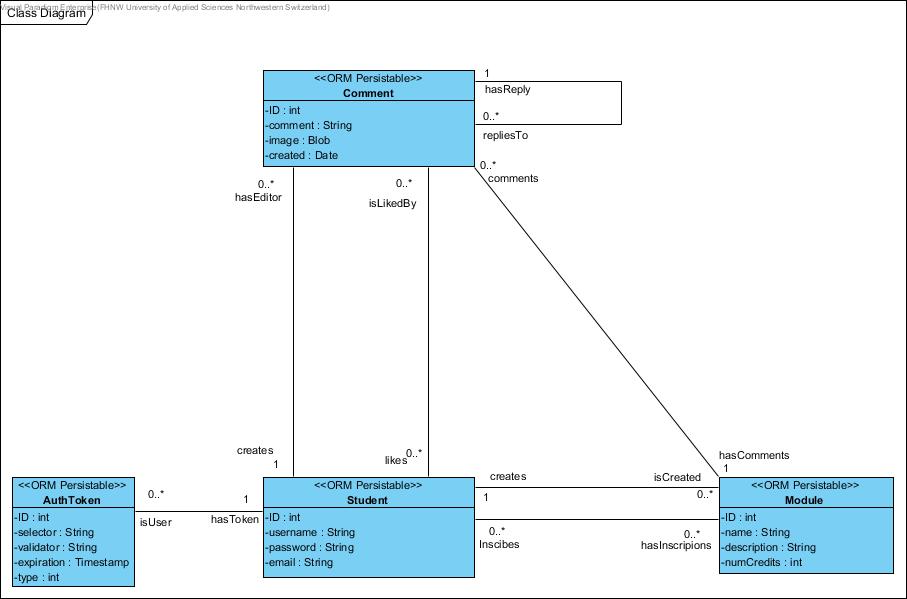 Visual Paradigm Enterprise(FHNW University of Applied Sciences Northwestern Switzerland)
Class Diagram
<<ORM Persistable>>
Comment
-ID : int
-comment : String
-image : Blob
-created : Date
1
hasReply
0..*
repliesTo
0..*
comments
0..*
hasEditor
0..*
isLikedBy
creates
1
0..*
likes
hasComments
1
<<ORM Persistable>>
AuthToken
-ID : int
-selector : String
-validator : String
-expiration : Timestamp
-type : int
0..*
isUser
1
hasToken
<<ORM Persistable>>
Student
-ID : int
-username : String
-password : String
-email : String
creates
1
isCreated
0..*
0..*
Inscibes
0..*
hasInscripions
<<ORM Persistable>>
Module
-ID : int
-name : String
-description : String
-numCredits : int